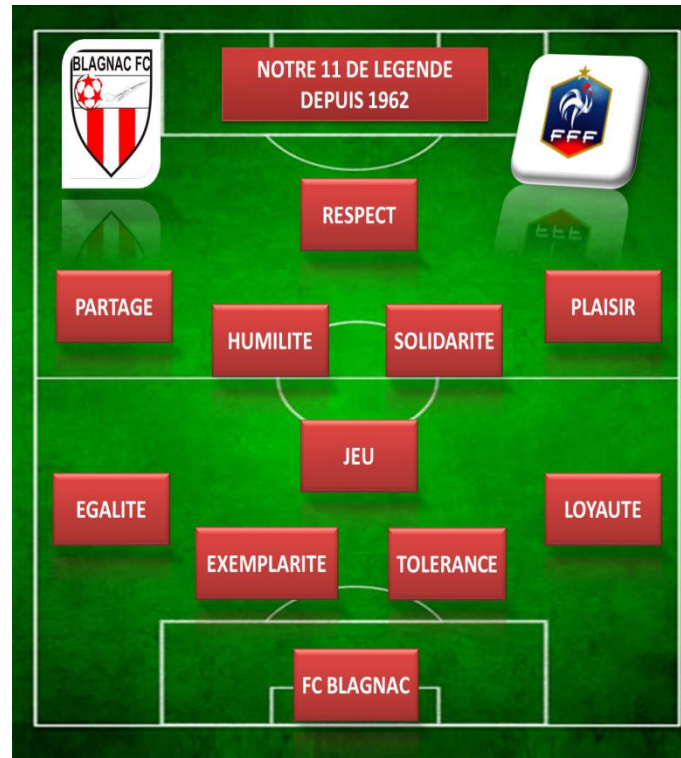 BLAGNAC FC
NOTRE 11 DE LEGENDE
DEPUIS 1962
FFF
RESPECT
PARTAGE
PLAISIR
HUMILITE
SOLIDARITE
JEU
EGALITE
LOYAUTE
EXEMPLARITE
TOLERANCE
FC BLAGNAC